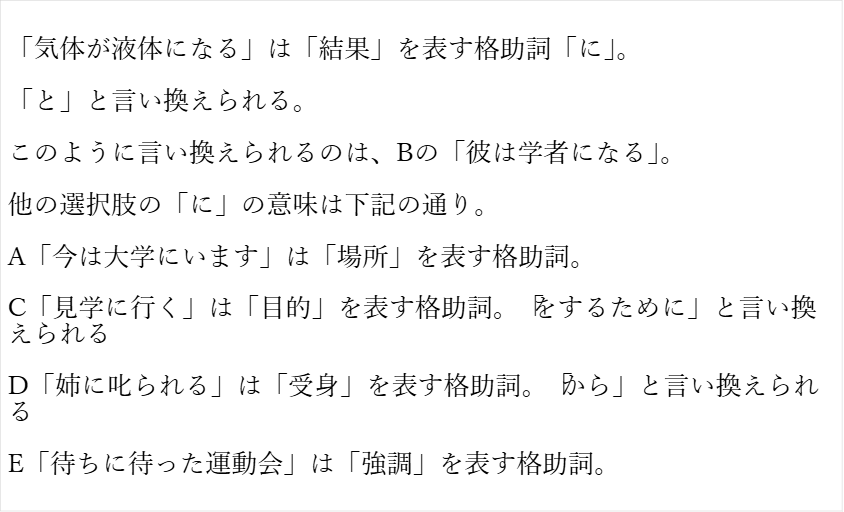 「気体が液体になる」は「結果」を表す格助詞「に」。
「と」と言い換えられる。
このように言い換えられるのは、Bの「彼は学者になる」。
他の選択肢の「に」の意味は下記の通り。
A「今は大学にいます」は「場所」を表す格助詞。
C「見学に行く」は「目的」を表す格助詞。「をするために」と言い換
えられる
D「姉に叱られる」は「受身」を表す格助詞。「から」と言い換えられ
る
E「待ちに待った運動会」は「強調」を表す格助詞。